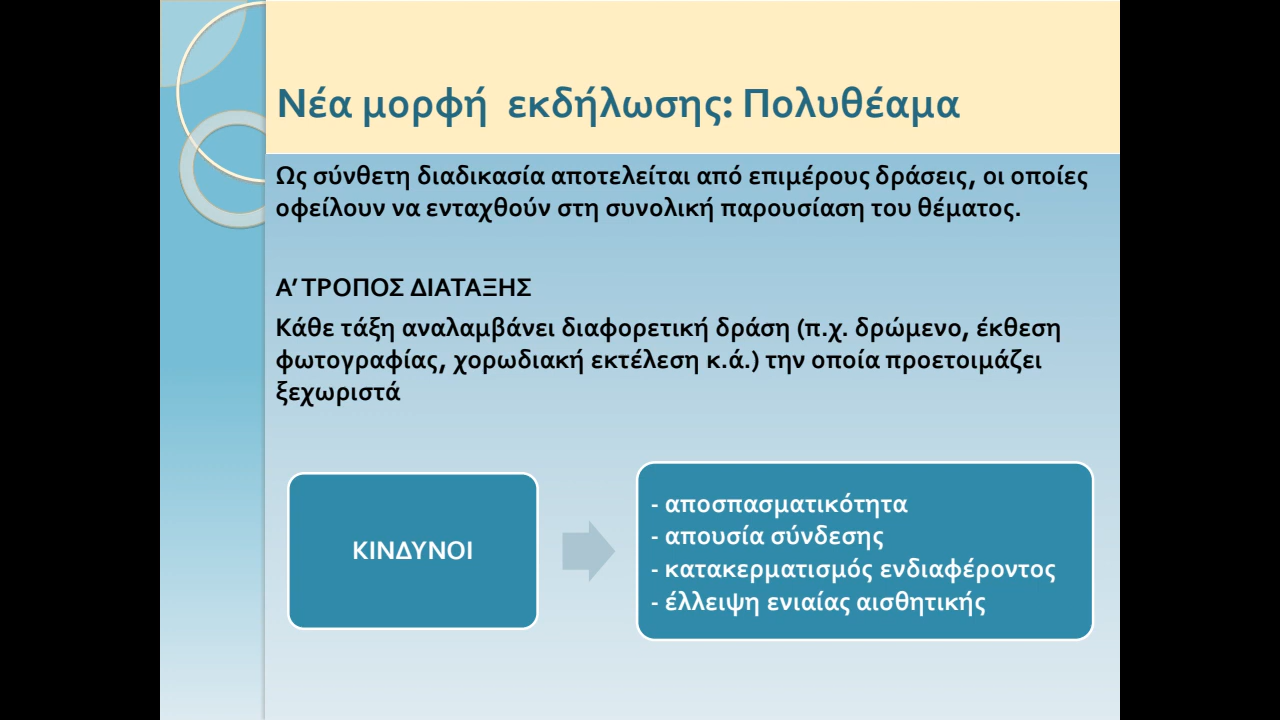 Νέα μορφή εκδήλωσης: Πολυθέαμα
Ως σύνθετη διαδικασία αποτελείται από επιμέρους δράσεις, οι οποίες
οφείλουν να ενταχθούν στη συνολική παρουσίαση του θέματος.
Α’ ΤΡΟΠΟΣ ΔΙΑΤΑΞΗΣ
Κάθε τάξη αναλαμβάνει διαφορετική δράση (π.χ. δρώμενο, έκθεση
φωτογραφίας, χορωδιακή εκτέλεση κ.ά.) την οποία προετοιμάζει
ξεχωριστά
ΚΙΝΔΥΝΟΙ
- αποσπασματικότητα
- απουσία σύνδεσης
- κατακερματισμός ενδιαφέροντος
- έλλειψη ενιαίας αισθητικής